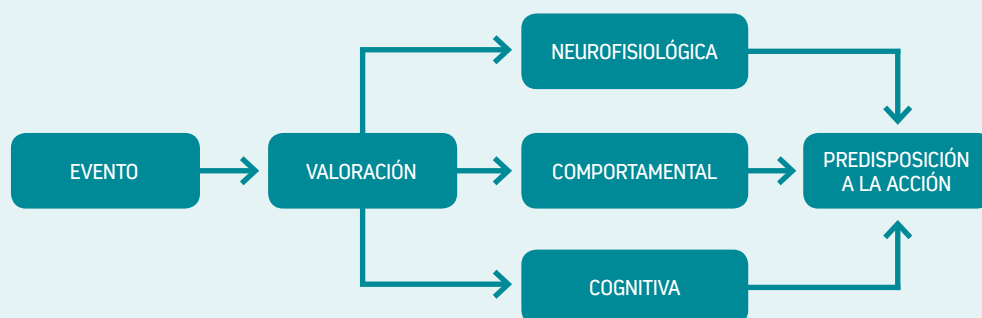 NEUROFISIOLÓGICA
EVENTO
VALORACIÓN
COMPORTAMENTAL
PREDISPOSICIÓN
A LA ACCIÓN
COGNITIVA